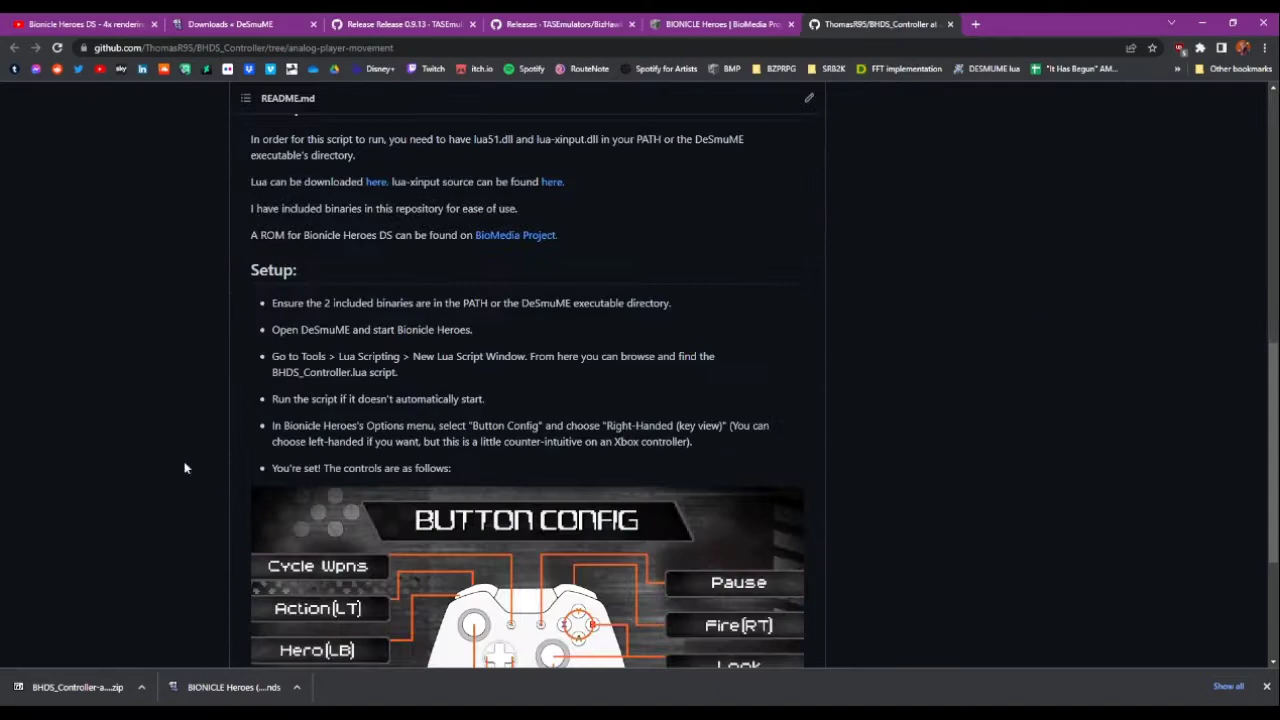 Bionicle Heroes DS - 4x renderin
Downloads « DeSmuME
Release Release 0.9.13 · TASEmul
Releases · TASEmulators/BizHaw
BIONICLE Heroes | BioMedia Pro
ThomasR95/BHDS_Controller at
github.com/ThomasR95/BHDS_Controller/tree/analog-player-movement
Disney+
Twitch
itch.io
Spotify
RouteNote
Spotify for Artists
BMP
BZPRPG
SRB2K
FFT implementation
DESMUME lua
"It Has Begun" AM...
»
Other bookmarks
README.md
In order for this script to run, you need to have lua51.dll and lua-xinput.dll in your PATH or the DeSmuME
executable's directory.
Lua can be downloaded here. lua-xinput source can be found here.
I have included binaries in this repository for ease of use.
A ROM for Bionicle Heroes DS can be found on BioMedia Project.
Setup:
• Ensure the 2 included binaries are in the PATH or the DeSmuME executable directory.
• Open DeSmuME and start Bionicle Heroes.
• Go to Tools > Lua Scripting > New Lua Script Window. From here you can browse and find the
BHDS_Controller.lua script.
• Run the script if it doesn't automatically start.
• In Bionicle Heroes's Options menu, select "Button Config" and choose "Right-Handed (key view)" (You can
choose left-handed if you want, but this is a little counter-intuitive on an Xbox controller).
• You're set! The controls are as follows:
BUTTON CONFIG
Cycle Wpns
Pause
Action(LT)
Fire(RT)
Hero(LB)
Look
BHDS_Controller-a....zip
BIONICLE Heroes (....nds
Show all